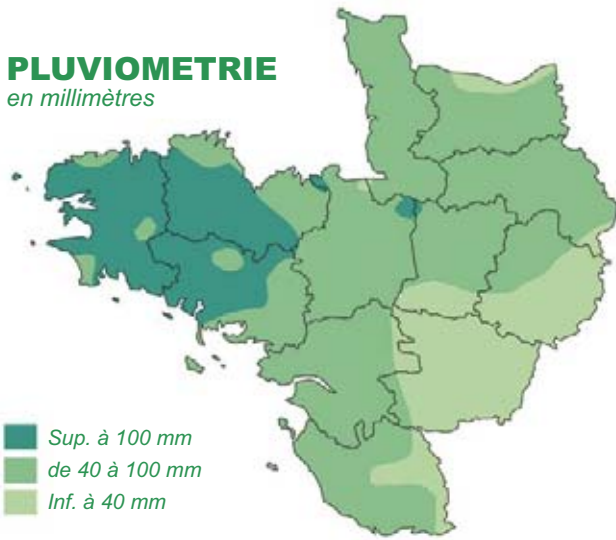 PLUVIOMETRIE
en millimètres
Sup. à 100 mm
de 40 à 100 mm
Inf. à 40 mm